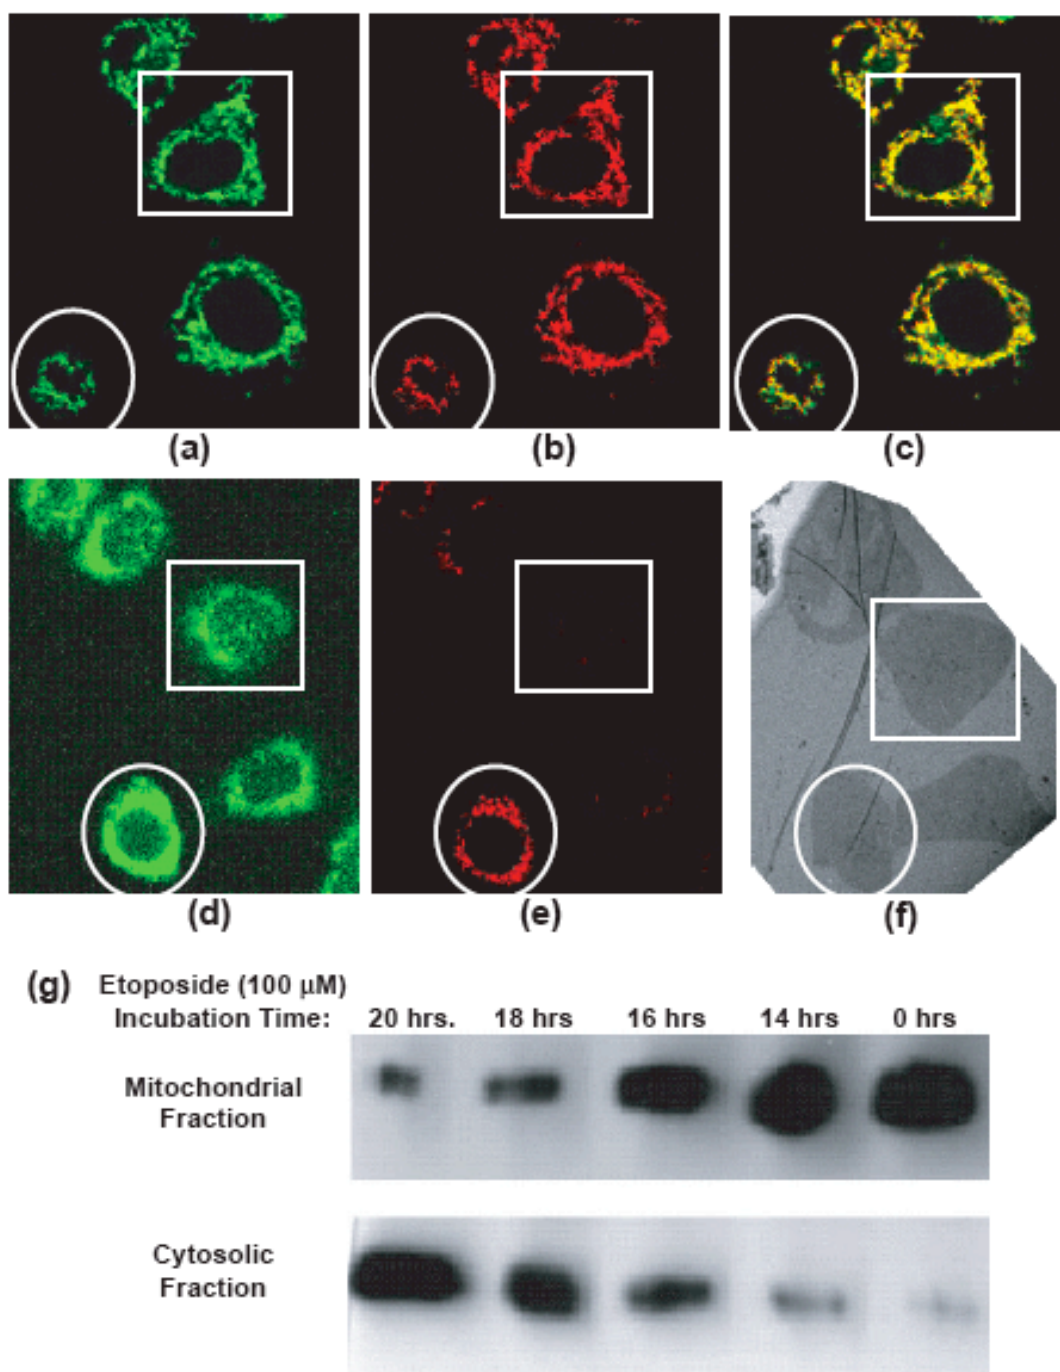 (a) (b) (c)
(d) (e) (f)
(g) Etoposide (100 μM)
Incubation Time: 20 hrs. 18 hrs 16 hrs 14 hrs 0 hrs
Mitochondrial
Fraction
Cytosolic
Fraction